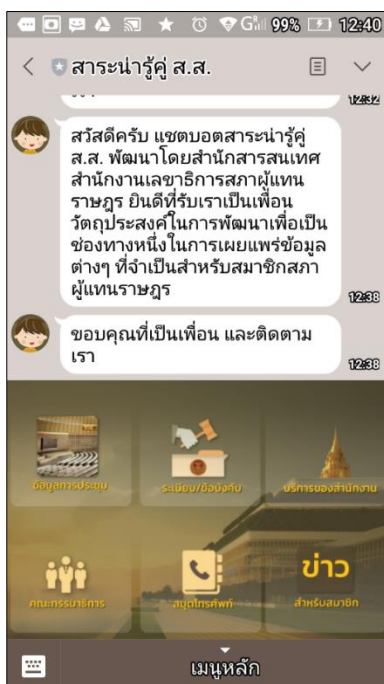 99% 12:40
สาระน่ารู้คู่ ส.ส.
12:32
สวัสดีครับ แชตบอตสาระน่ารู้คู่
ส.ส. พัฒนาโดยสำนักสารสนเทศ
สำนักงานเลขาธิการสภาผู้แทน
ราษฎร ยินดีที่รับเราเป็นเพื่อน
วัตถุประสงค์ในการพัฒนาเพื่อเป็น
ช่องทางหนึ่งในการเผยแพร่ข้อมูล
ต่างๆ ที่จำเป็นสำหรับสมาชิกสภา
ผู้แทนราษฎร
12:38
ขอบคุณที่เป็นเพื่อน และติดตาม
เรา
12:38
ข้อมูลการประชุม
ระเบียบ/ข้อบังคับ
บริการของสำนักงาน
คณะกรรมาธิการ
สมุดโทรศัพท์
ข่าว
สำหรับสมาชิก
เมนูหลัก